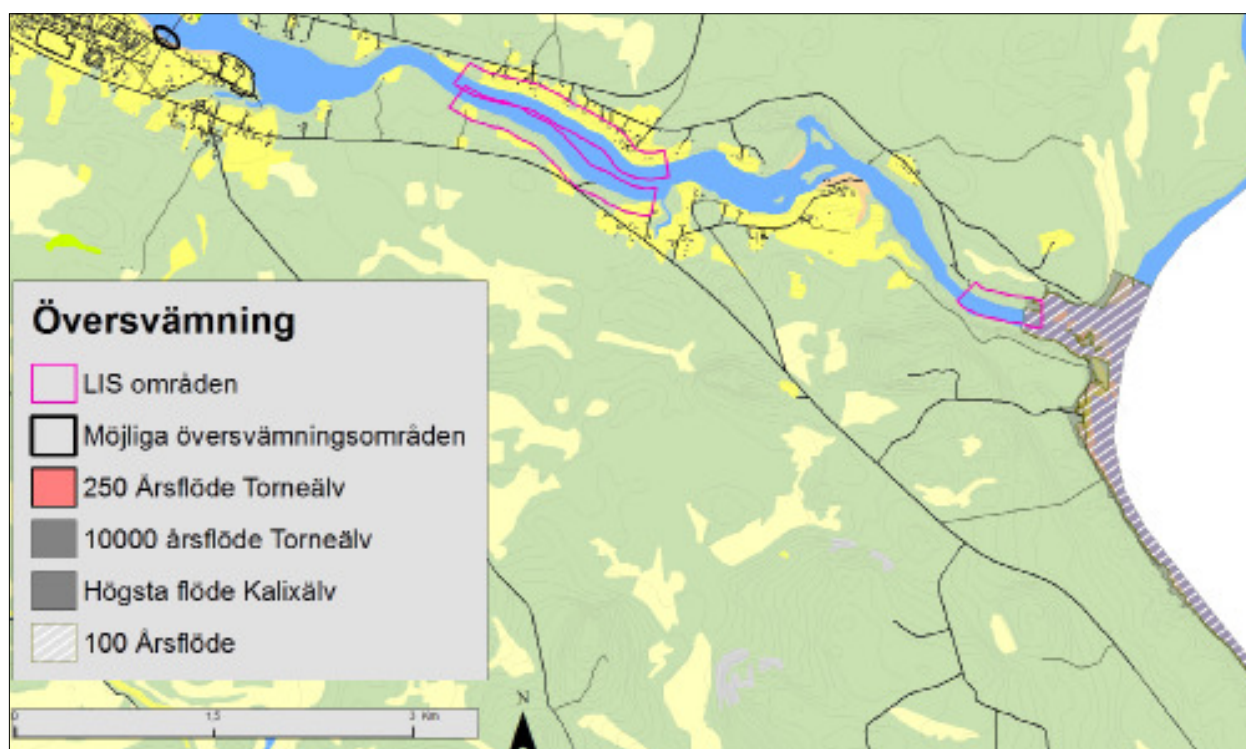 Översvämning
LIS områden
Möjliga översvämningsområden
250 Årsflöde Torneälv
10000 årsflöde Torneälv
Högsta flöde Kalixälv
100 Årsflöde
0 1,5 3 Km
N